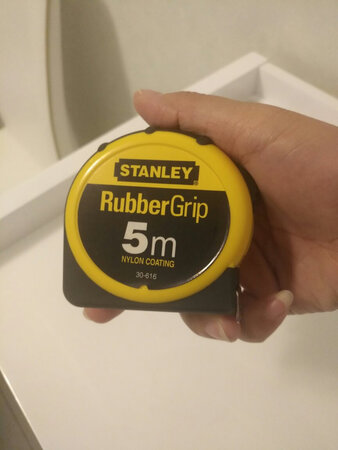 STANLEY
RubberGrip
5m
NYLON COATING
30-616